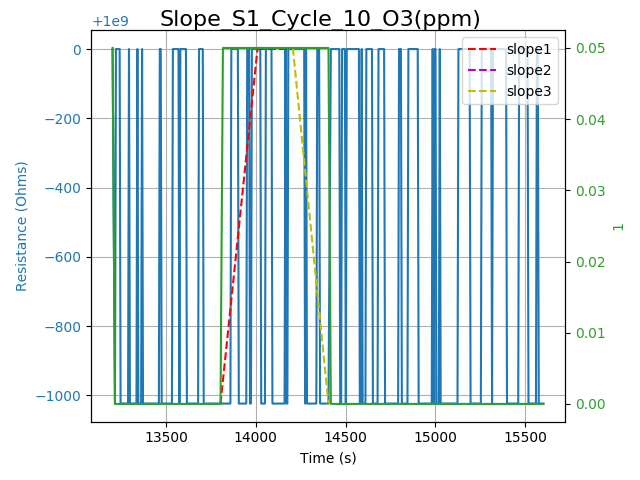 Slope_S1_Cycle_10_O3(ppm)
+1e9
0
−200
−400
−600
−800
−1000
Resistance (Ohms)
13500
14000
14500
15000
15500
Time (s)
0.05
0.04
0.03
0.02
0.01
0.00
1
slope1
slope2
slope3